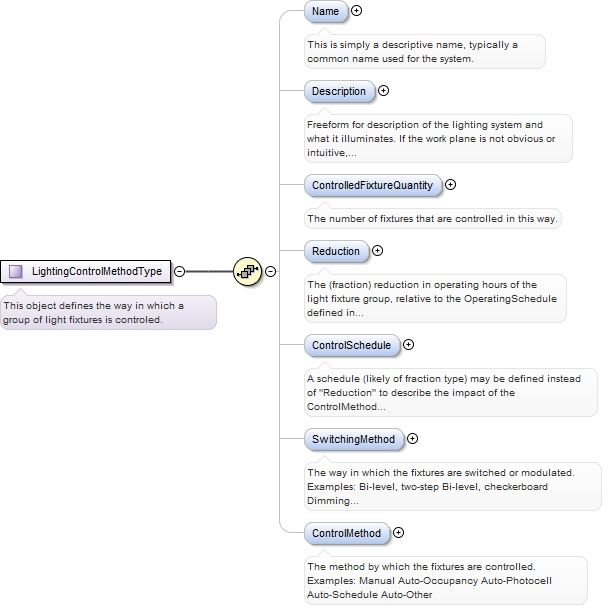 Name
This is simply a descriptive name, typically a
common name used for the system.
Description
Freeform for description of the lighting system and
what it illuminates. If the work plane is not obvious or
intuitive,...
ControlledFixtureQuantity
The number of fixtures that are controlled in this way.
Reduction
The (fraction) reduction in operating hours of the
light fixture group, relative to the OperatingSchedule
defined in...
LightingControlMethodType
This object defines the way in which a
group of light fixtures is controled.
ControlSchedule
A schedule (likely of fraction type) may be defined instead
of "Reduction" to describe the impact of the
ControlMethod...
SwitchingMethod
The way in which the fixtures are switched or modulated.
Examples: Bi-level, two-step Bi-level, checkerboard
Dimming...
ControlMethod
The method by which the fixtures are controlled.
Examples: Manual Auto-Occupancy Auto-Photocell
Auto-Schedule Auto-Other